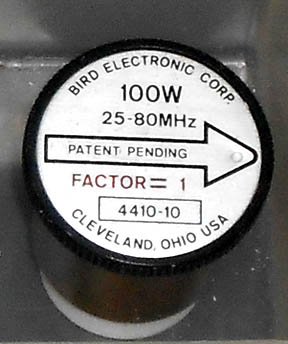 BIRD ELECTRONIC CORP.
100W
25-80MHz
PATENT PENDING
FACTOR = 1
4410-10
CLEVELAND, OHIO USA